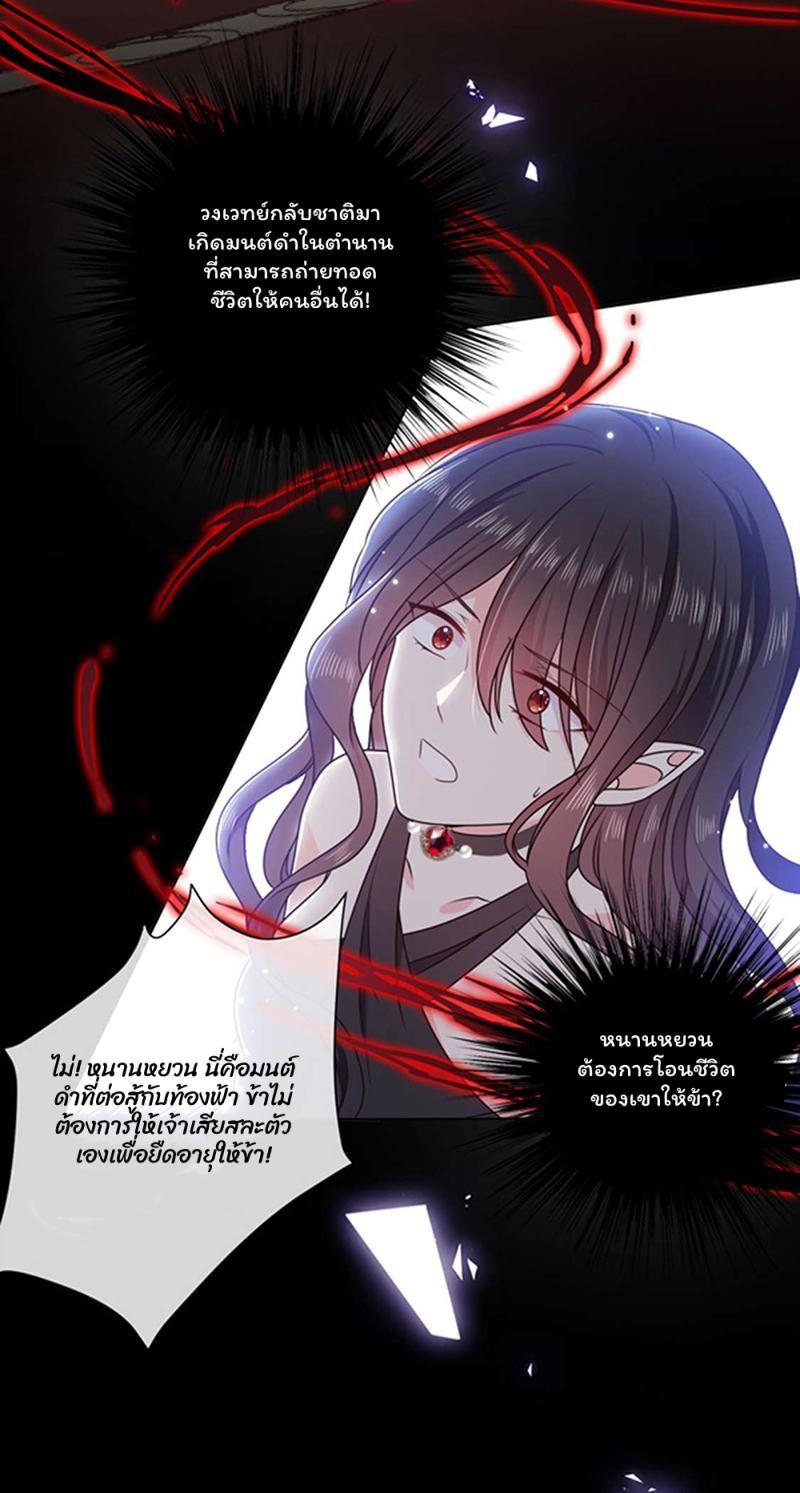 วงเวทย์กลับชาติมา
เกิดมนต์ดำในตำนาน
ที่สามารถถ่ายทอด
ชีวิตให้คนอื่นได้!
หนานหยวน
ต้องการโอนชีวิต
ของเขาให้ข้า?
ไม่! หนานหยวน นี่คือมนต์
ดำที่ต่อสู้กับท้องฟ้า ข้าไม่
ต้องการให้เจ้าเสียสละตัว
เองเพื่อยืดอายุให้ข้า!